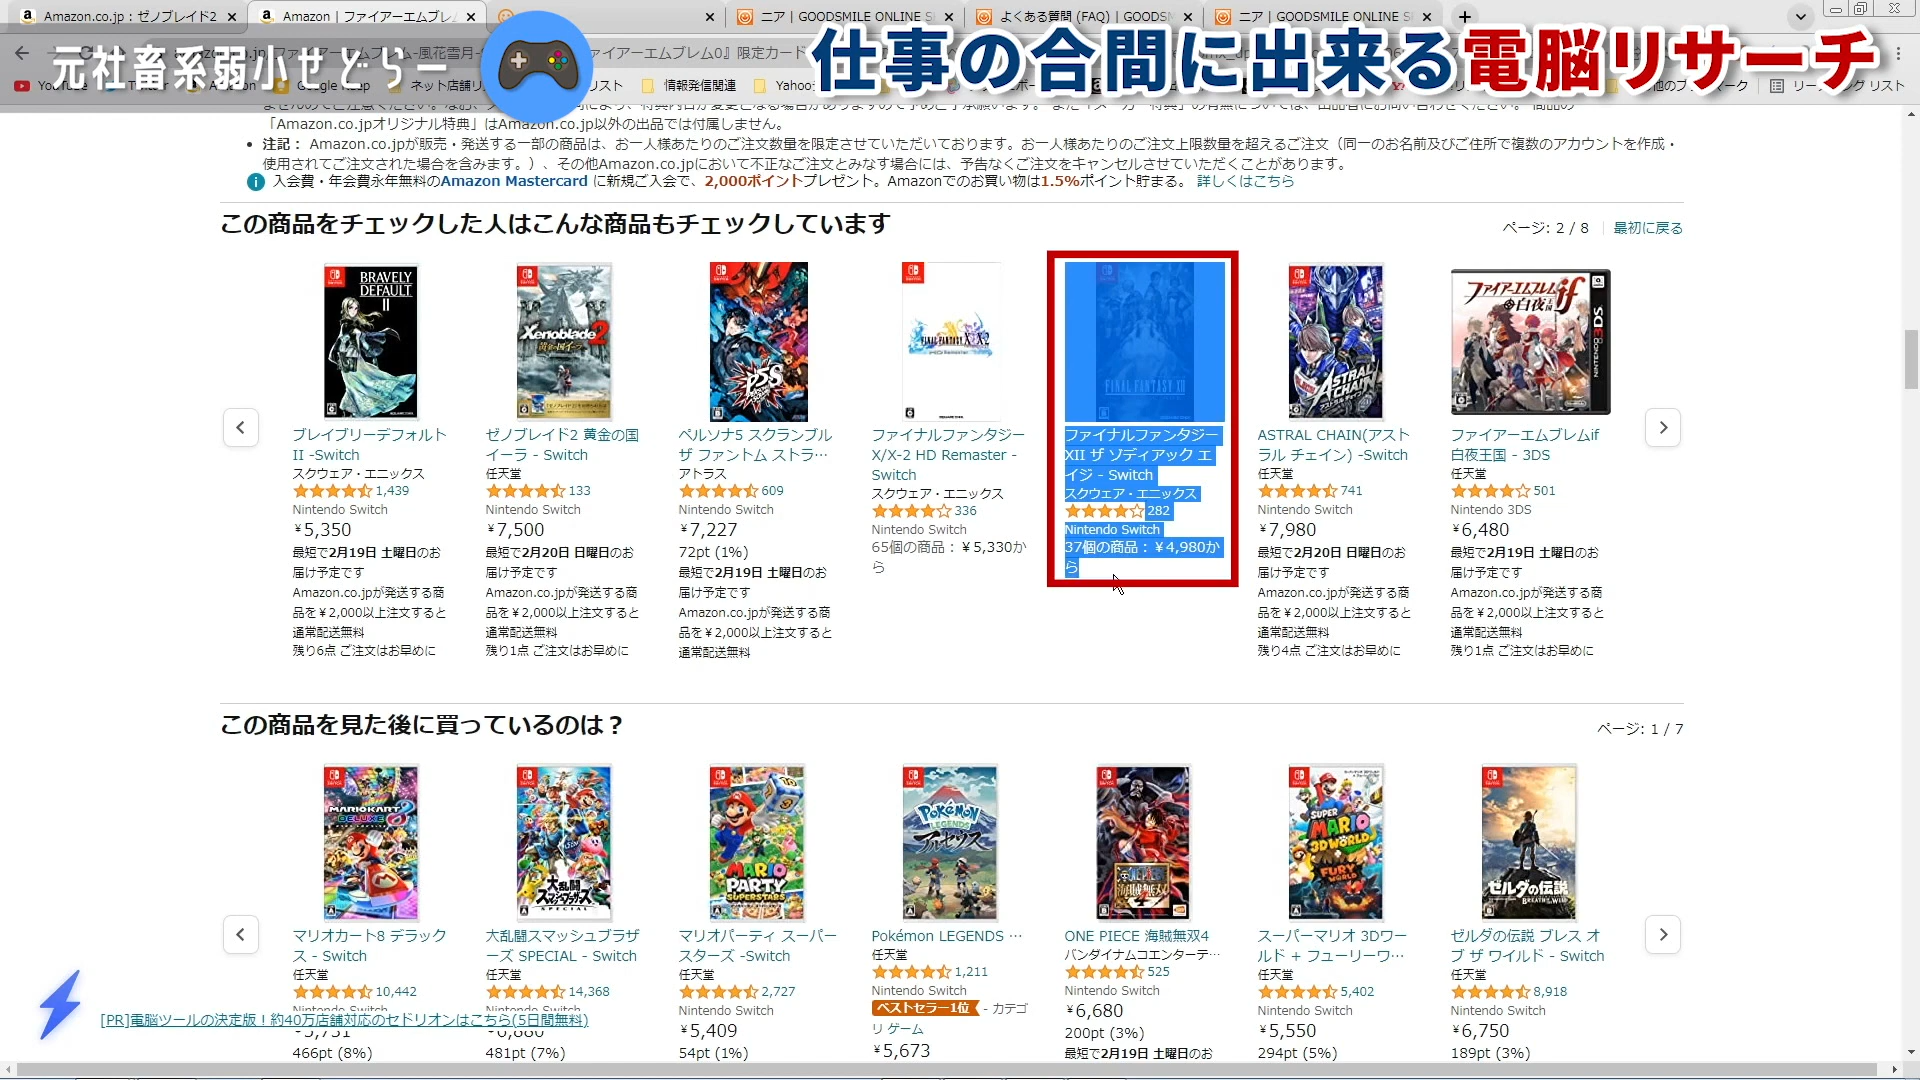 Amazon.co.jp : ゼノブレイド2
Amazon | ファイアーエムブレム
ニア | GOODSMILE ONLINE S
よくある質問 (FAQ) | GOODSM
ニア | GOODSMILE ONLINE S
元社畜系弱小せどらー
仕事の合間に出来る電脳リサーチ
「Amazon.co.jpオリジナル特典」はAmazon.co.jp以外の出品では付属しません。
• 注記： Amazon.co.jpが販売・発送する一部の商品は、お一人様あたりのご注文数量を限定させていただいております。お一人様あたりのご注文上限数量を超えるご注文（同一のお名前及びご住所で複数のアカウントを作成・
使用されてご注文された場合を含みます。）、その他Amazon.co.jpにおいて不正なご注文とみなす場合には、予告なくご注文をキャンセルさせていただくことがあります。
入会費・年会費永年無料のAmazon Mastercard に新規ご入会で、2,000ポイントプレゼント。Amazonでのお買い物は1.5%ポイント貯まる。 詳しくはこちら
この商品をチェックした人はこんな商品もチェックしています
ページ: 2 / 8 最初に戻る
ブレイブリーデフォルト
II -Switch
スクウェア・エニックス
1,439
Nintendo Switch
¥5,350
最短で2月19日 土曜日のお
届け予定です
Amazon.co.jpが発送する商
品を¥2,000以上注文すると
通常配送無料
残り6点 ご注文はお早めに
ゼノブレイド2 黄金の国
イーラ - Switch
任天堂
133
Nintendo Switch
¥7,500
最短で2月20日 日曜日のお
届け予定です
Amazon.co.jpが発送する商
品を¥2,000以上注文すると
通常配送無料
残り1点 ご注文はお早めに
ペルソナ5 スクランブル
ザ ファントム ストラ…
アトラス
609
Nintendo Switch
¥7,227
72pt (1%)
最短で2月19日 土曜日のお
届け予定です
Amazon.co.jpが発送する商
品を¥2,000以上注文すると
通常配送無料
ファイナルファンタジー
X/X-2 HD Remaster -
Switch
スクウェア・エニックス
336
Nintendo Switch
65個の商品：¥5,330か
ら
ファイナルファンタジー
XII ザ ソディアック エ
イジ - Switch
スクウェア・エニックス
282
Nintendo Switch
37個の商品：¥4,980か
ら
ASTRAL CHAIN(アスト
ラル チェイン) -Switch
任天堂
741
Nintendo Switch
¥7,980
最短で2月20日 日曜日のお
届け予定です
Amazon.co.jpが発送する商
品を¥2,000以上注文すると
通常配送無料
残り4点 ご注文はお早めに
ファイアーエムブレムif
白夜王国 - 3DS
任天堂
501
Nintendo 3DS
¥6,480
最短で2月19日 土曜日のお
届け予定です
Amazon.co.jpが発送する商
品を¥2,000以上注文すると
通常配送無料
残り1点 ご注文はお早めに
この商品を見た後に買っているのは？
ページ: 1 / 7
マリオカート8 デラック
ス - Switch
任天堂
10,442
Nintendo Switch
466pt (8%)
大乱闘スマッシュブラザ
ーズ SPECIAL - Switch
任天堂
14,368
Nintendo Switch
481pt (7%)
マリオパーティ スーパー
スターズ -Switch
任天堂
2,727
Nintendo Switch
¥5,409
54pt (1%)
Pokémon LEGENDS …
任天堂
1,211
Nintendo Switch
ベストセラー1位 - カテゴ
リ ゲーム
¥5,673
ONE PIECE 海賊無双4
バンダイナムコエンターテ…
525
Nintendo Switch
¥6,680
200pt (3%)
最短で2月19日 土曜日のお
スーパーマリオ 3Dワー
ルド + フューリーワ…
任天堂
5,402
Nintendo Switch
¥5,550
294pt (5%)
ゼルダの伝説 ブレス オ
ブ ザ ワイルド - Switch
任天堂
8,918
Nintendo Switch
¥6,750
189pt (3%)
[PR]電脳ツールの決定版！約40万店舗対応のセドリオンはこちら(5日間無料)